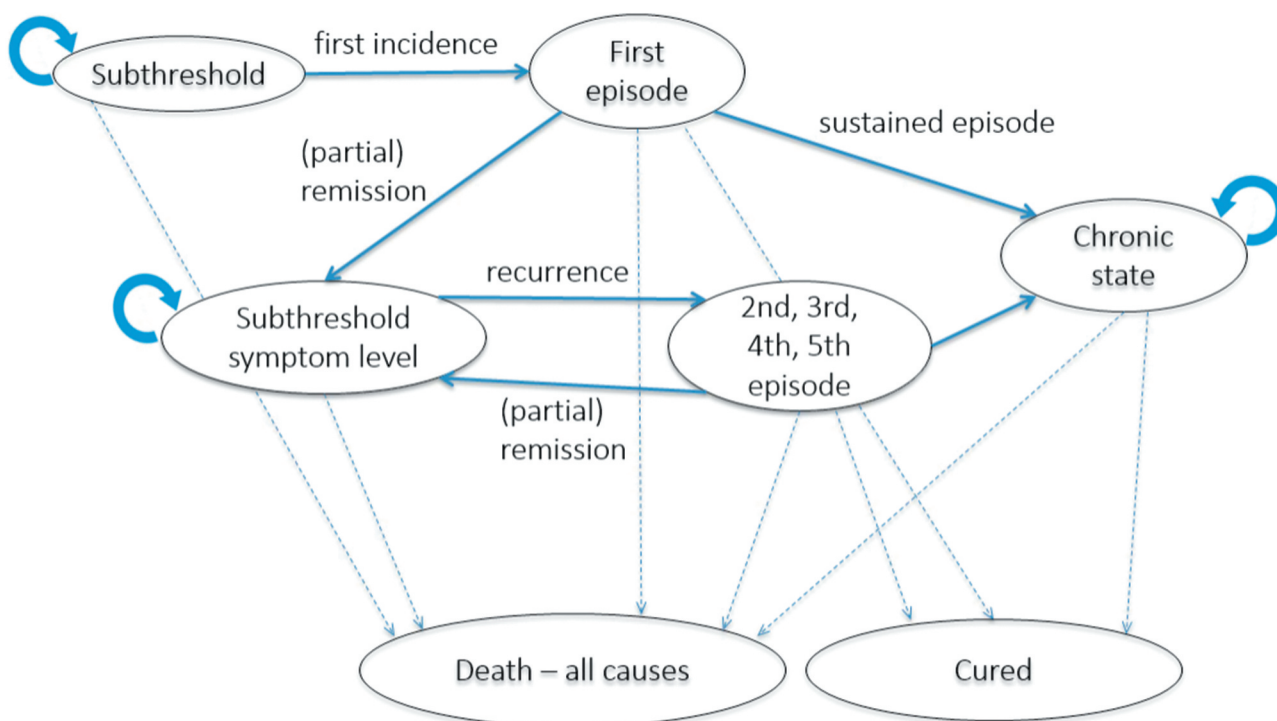 first incidence
Subthreshold
First
episode
sustained episode
(partial)
remission
Chronic
state
recurrence
Subthreshold
symptom level
2nd, 3rd,
4th, 5th
episode
(partial)
remission
Death – all causes
Cured